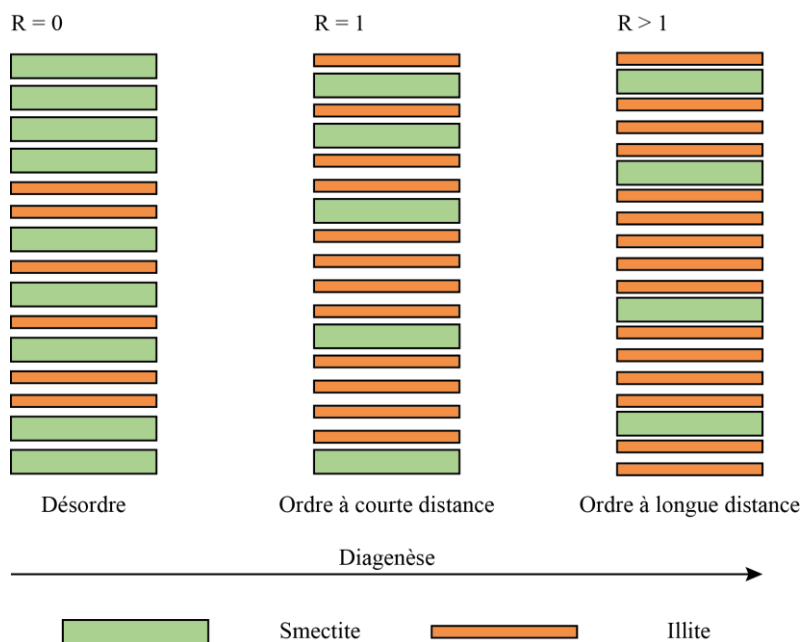 R = 0
R = 1
R > 1
Désordre
Ordre à courte distance
Ordre à longue distance
Diagenèse
Smectite
Illite